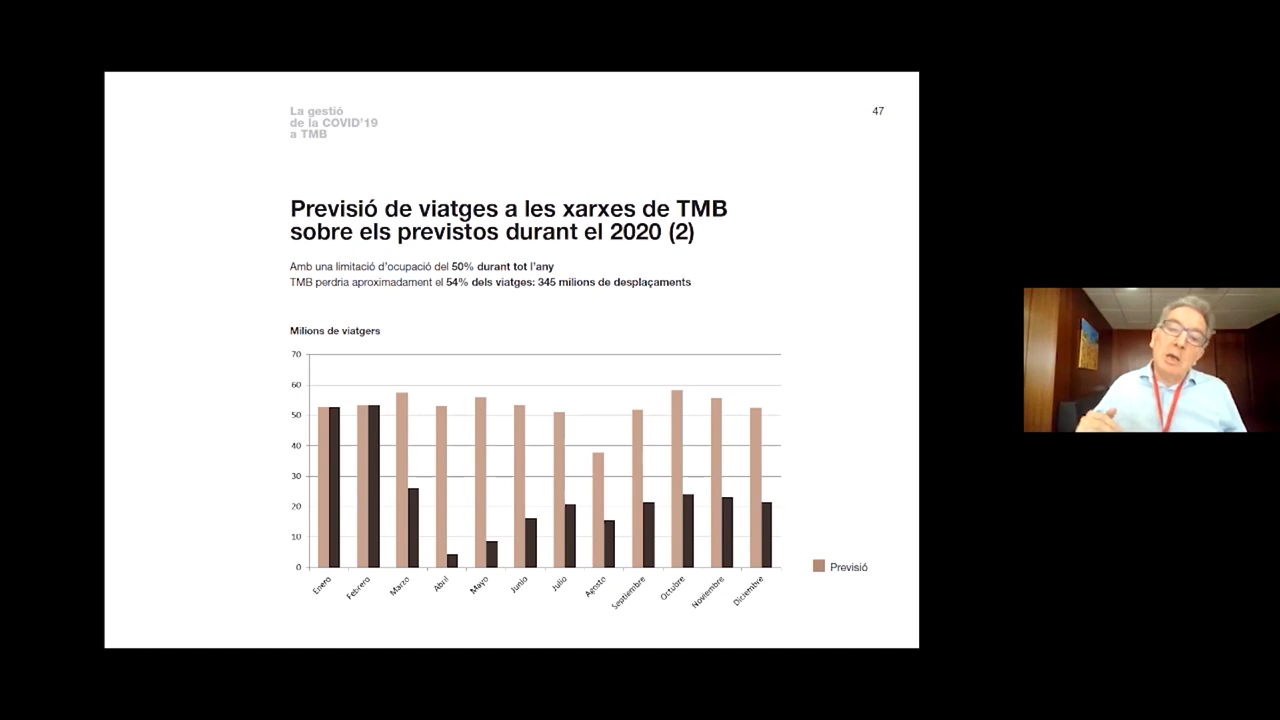 La gestió
de la COVID'19
a TMB
47
Previsió de viatges a les xarxes de TMB
sobre els previstos durant el 2020 (2)
Amb una limitació d'ocupació del 50% durant tot l'any
TMB perdria aproximadament el 54% dels viatges: 345 milions de desplaçaments
Milions de viatgers
70
60
50
40
30
20
10
0
Enero
Febrero
Marzo
Abril
Mayo
Junio
Julio
Agosto
Septiembre
Octubre
Noviembre
Diciembre
Previsió